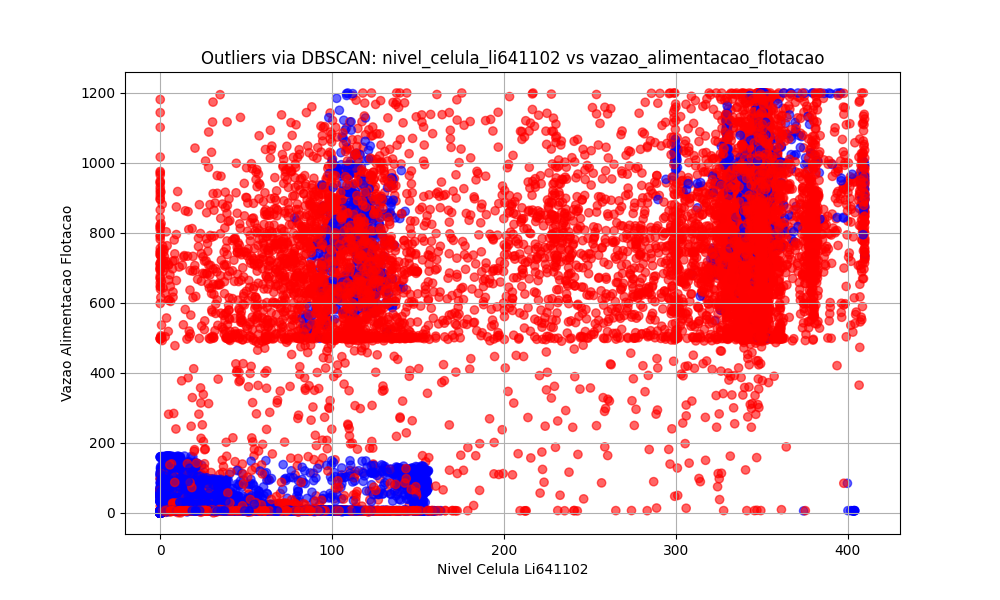 Outliers via DBSCAN: nivel_celula_li641102 vs vazao_alimentacao_flotacao
Vazao Alimentacao Flotacao
1200
1000
800
600
400
200
0
0 100 200 300 400
Nivel Celula Li641102